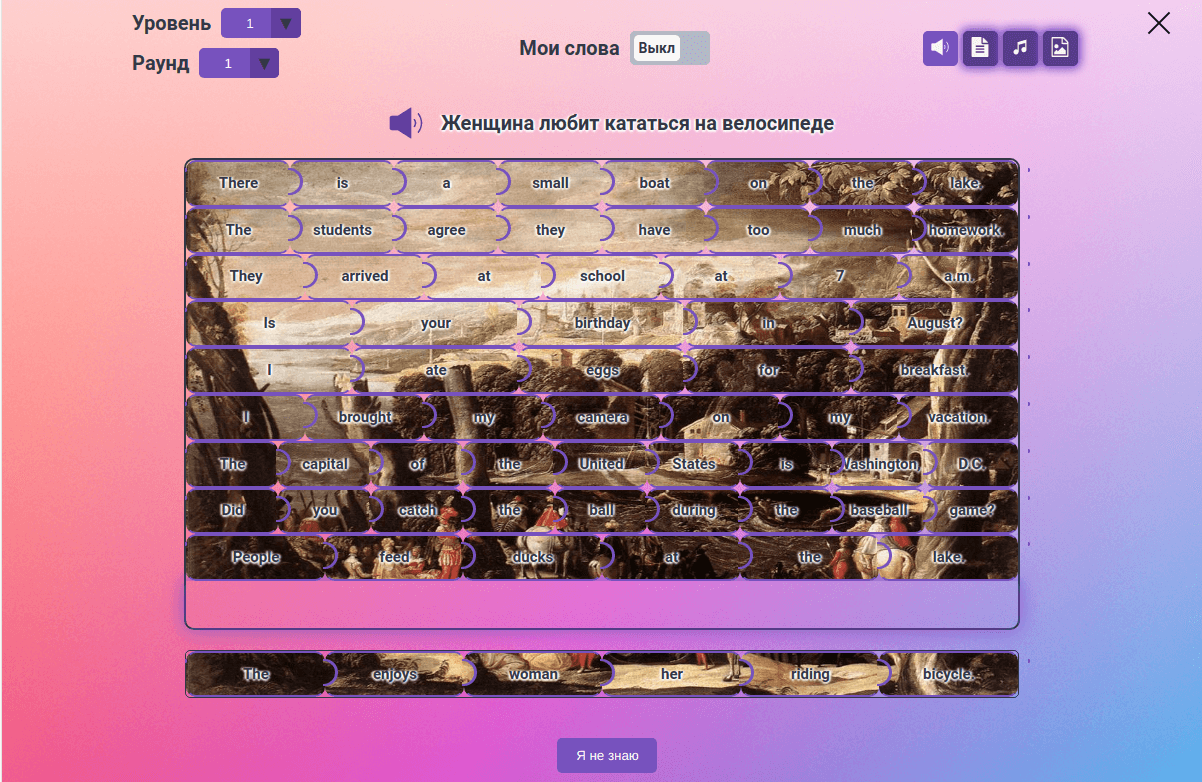 Уровень 1
Раунд 1
Мои слова Выкл
Женщина любит кататься на велосипеде
There is a small boat on the lake.
The students agree they have too much homework.
They arrived at school at 7 a.m.
Is your birthday in August?
I ate eggs for breakfast.
I brought my camera on my vacation.
The capital of the United States is Washington, D.C.
Did you catch the ball during the baseball game?
People feed ducks at the lake.
The enjoys woman her riding bicycle.
Я не знаю